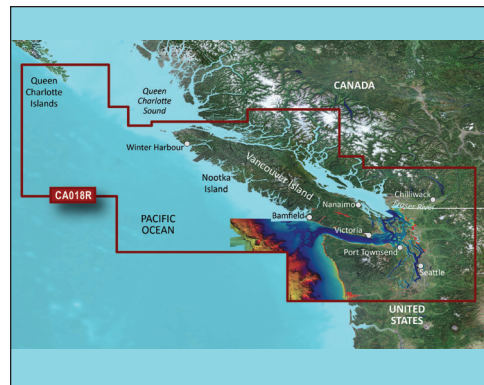 CANADA
Queen
Charlotte
Islands
Queen
Charlotte
Sound
Winter Harbour
Vancouver Island
Nootka
Island
Chilliwack
Fraser River
CA018R
Nanaimo
Bamfield
PACIFIC
OCEAN
Victoria
Port Townsend
Seattle
UNITED
STATES